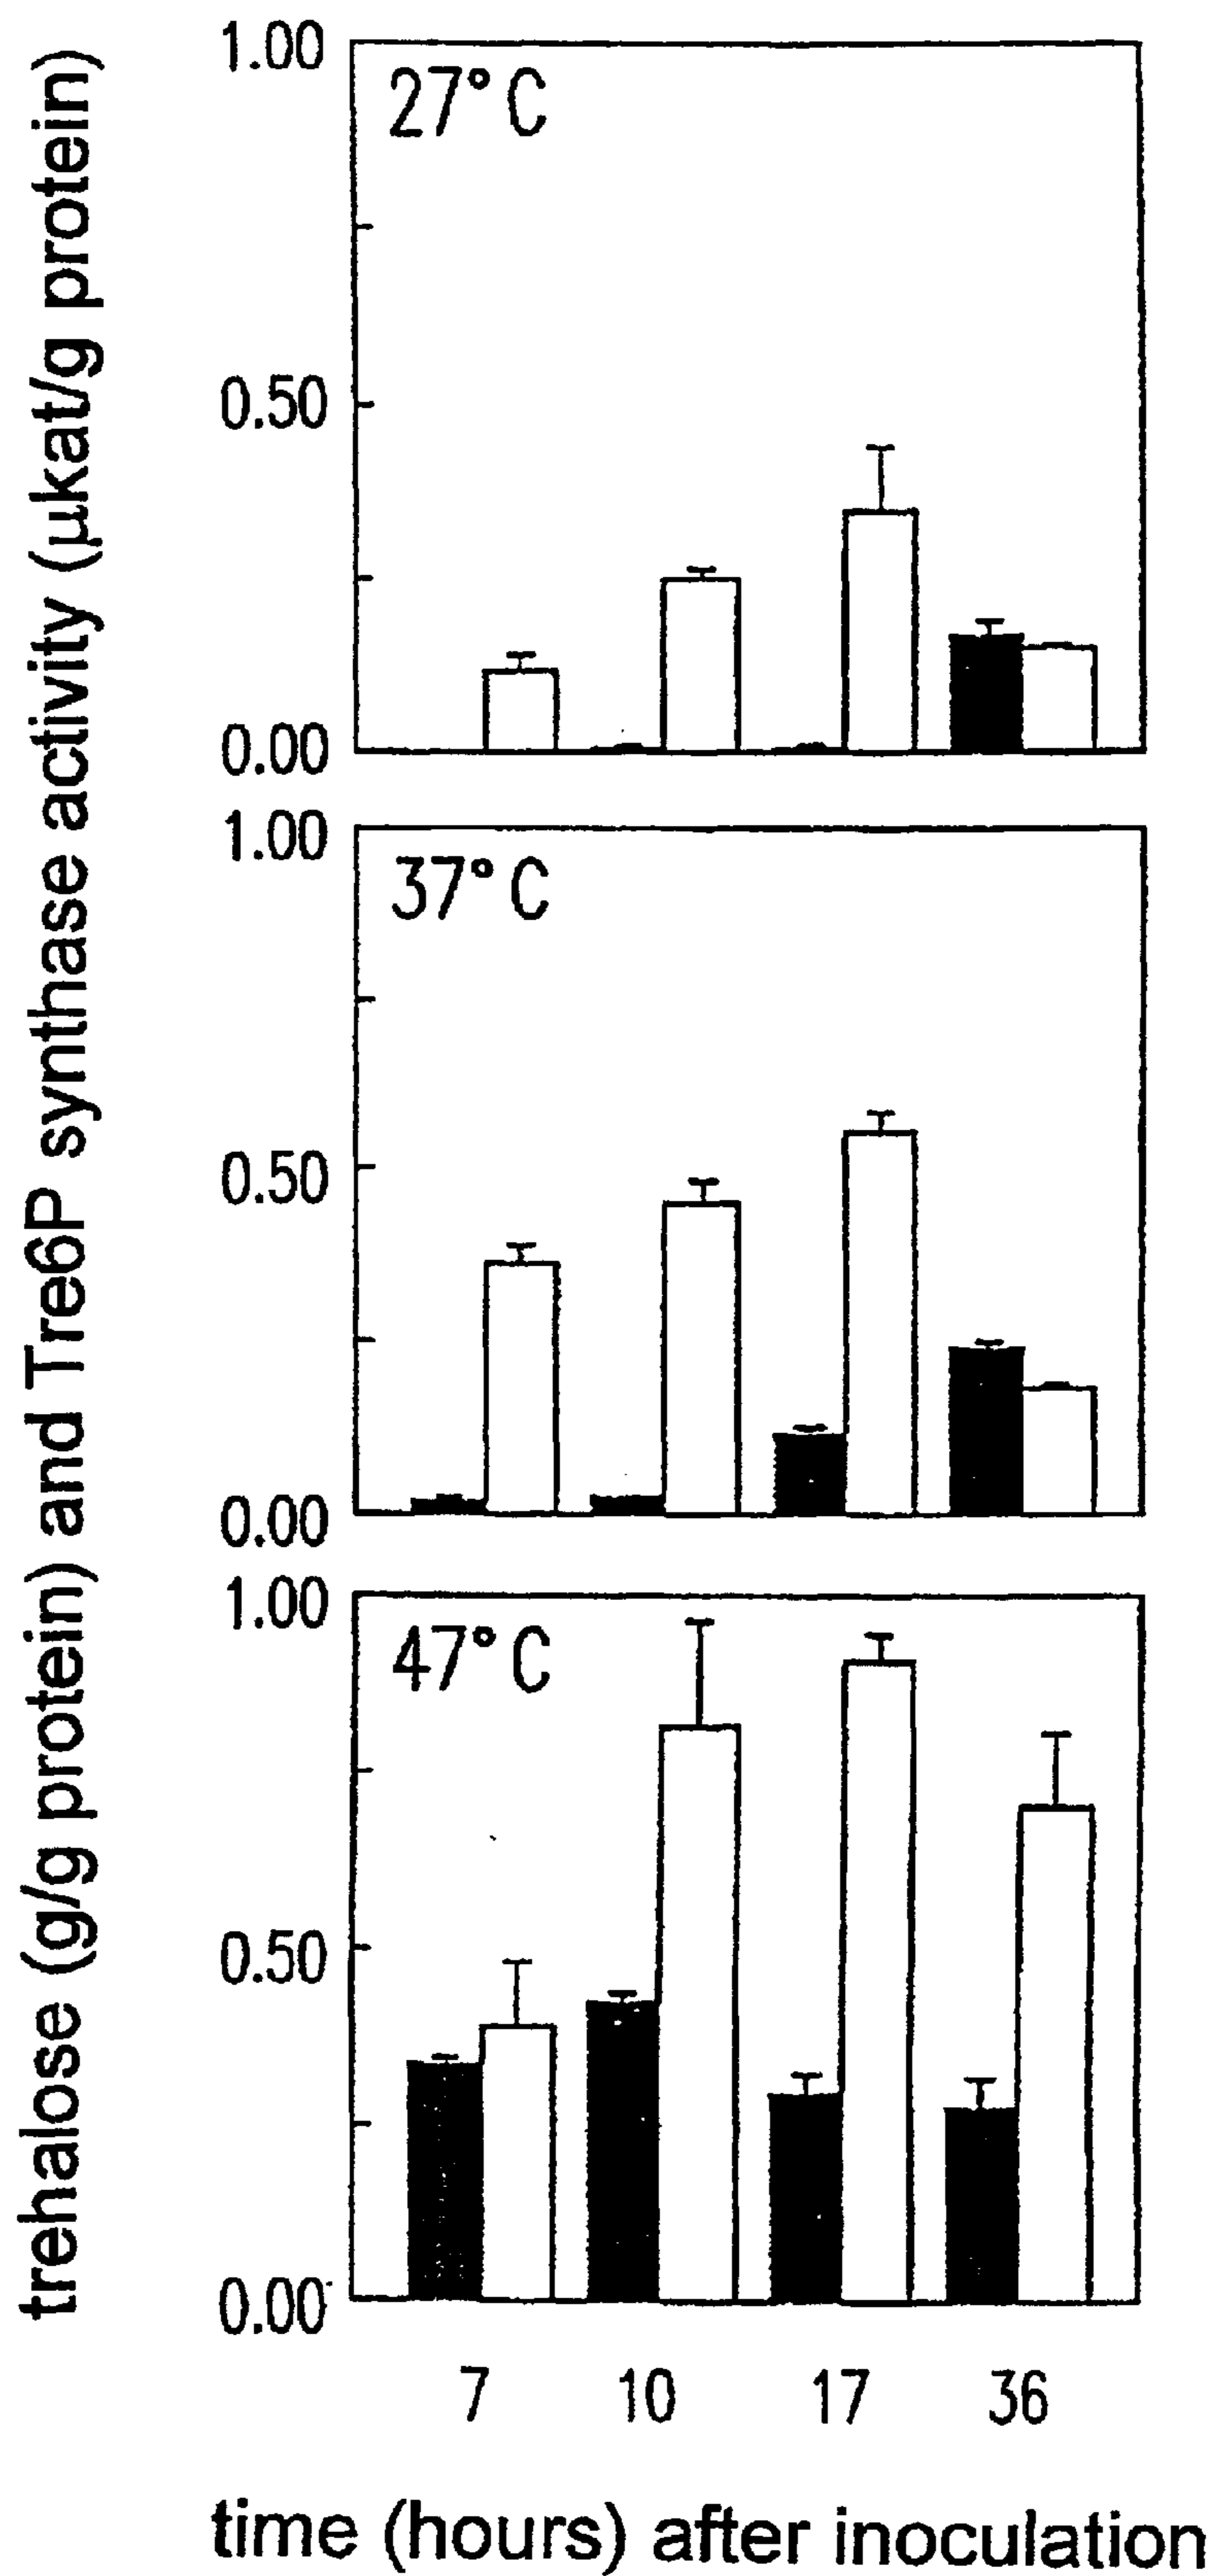 trehalose (g/g protein) and Tre6P synthase activity (µkat/g protein)
1.00
27°C
0.50
0.00
1.00
37°C
0.50
0.00
1.00
47°C
0.50
0.00
7 10 17 36
time (hours) after inoculation